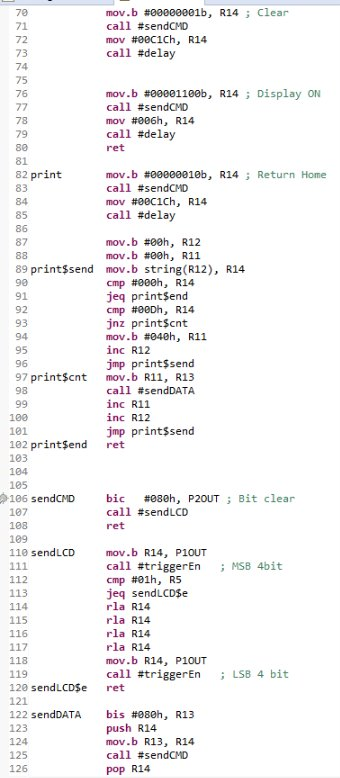 70 mov.b #00000001b, R14 ; Clear
71 call #sendCMD
72 mov #00C1Ch, R14
73 call #delay
74
75
76 mov.b #00001100b, R14 ; Display ON
77 call #sendCMD
78 mov #006h, R14
79 call #delay
80 ret
81
82 print mov.b #00000010b, R14 ; Return Home
83 call #sendCMD
84 mov #00C1Ch, R14
85 call #delay
86
87 mov.b #00h, R12
88 mov.b #00h, R11
89 print$send mov.b string(R12), R14
90 cmp #000h, R14
91 jeq print$end
92 cmp #00Dh, R14
93 jnz print$cnt
94 mov.b #040h, R11
95 inc R12
96 jmp print$send
97 print$cnt mov.b R11, R13
98 call #sendDATA
99 inc R11
100 inc R12
101 jmp print$send
102 print$end ret
103
104
105
106 sendCMD bic #080h, P2OUT ; Bit clear
107 call #sendLCD
108 ret
109
110 sendLCD mov.b R14, P1OUT
111 call #triggerEn ; MSB 4bit
112 cmp #01h, R5
113 jeq sendLCD$e
114 rla R14
115 rla R14
116 rla R14
117 rla R14
118 mov.b R14, P1OUT
119 call #triggerEn ; LSB 4 bit
120 sendLCD$e ret
121
122 sendDATA bis #080h, R13
123 push R14
124 mov.b R13, R14
125 call #sendCMD
126 pop R14